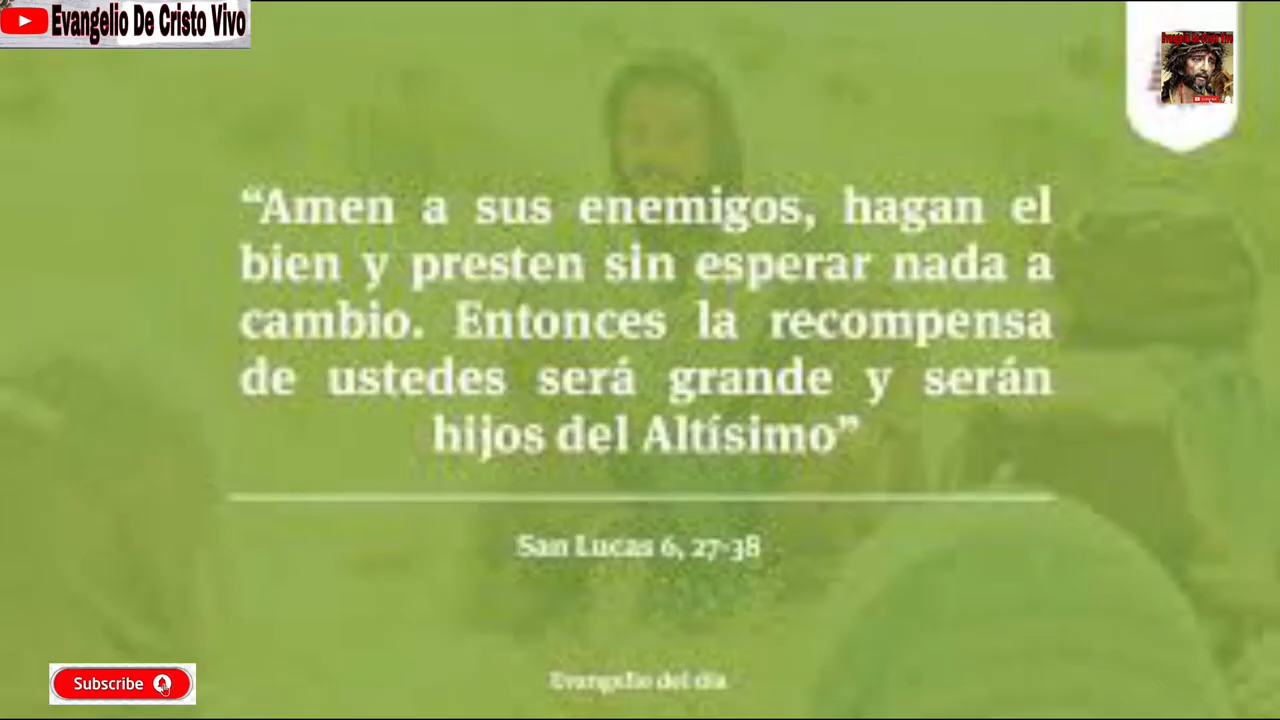 Evangelio De Cristo Vivo
“Amen a sus enemigos, hagan el
bien y presten sin esperar nada a
cambio. Entonces la recompensa
de ustedes será grande y serán
hijos del Altísimo”
San Lucas 6, 27-38
Evangelio del día
Subscribe